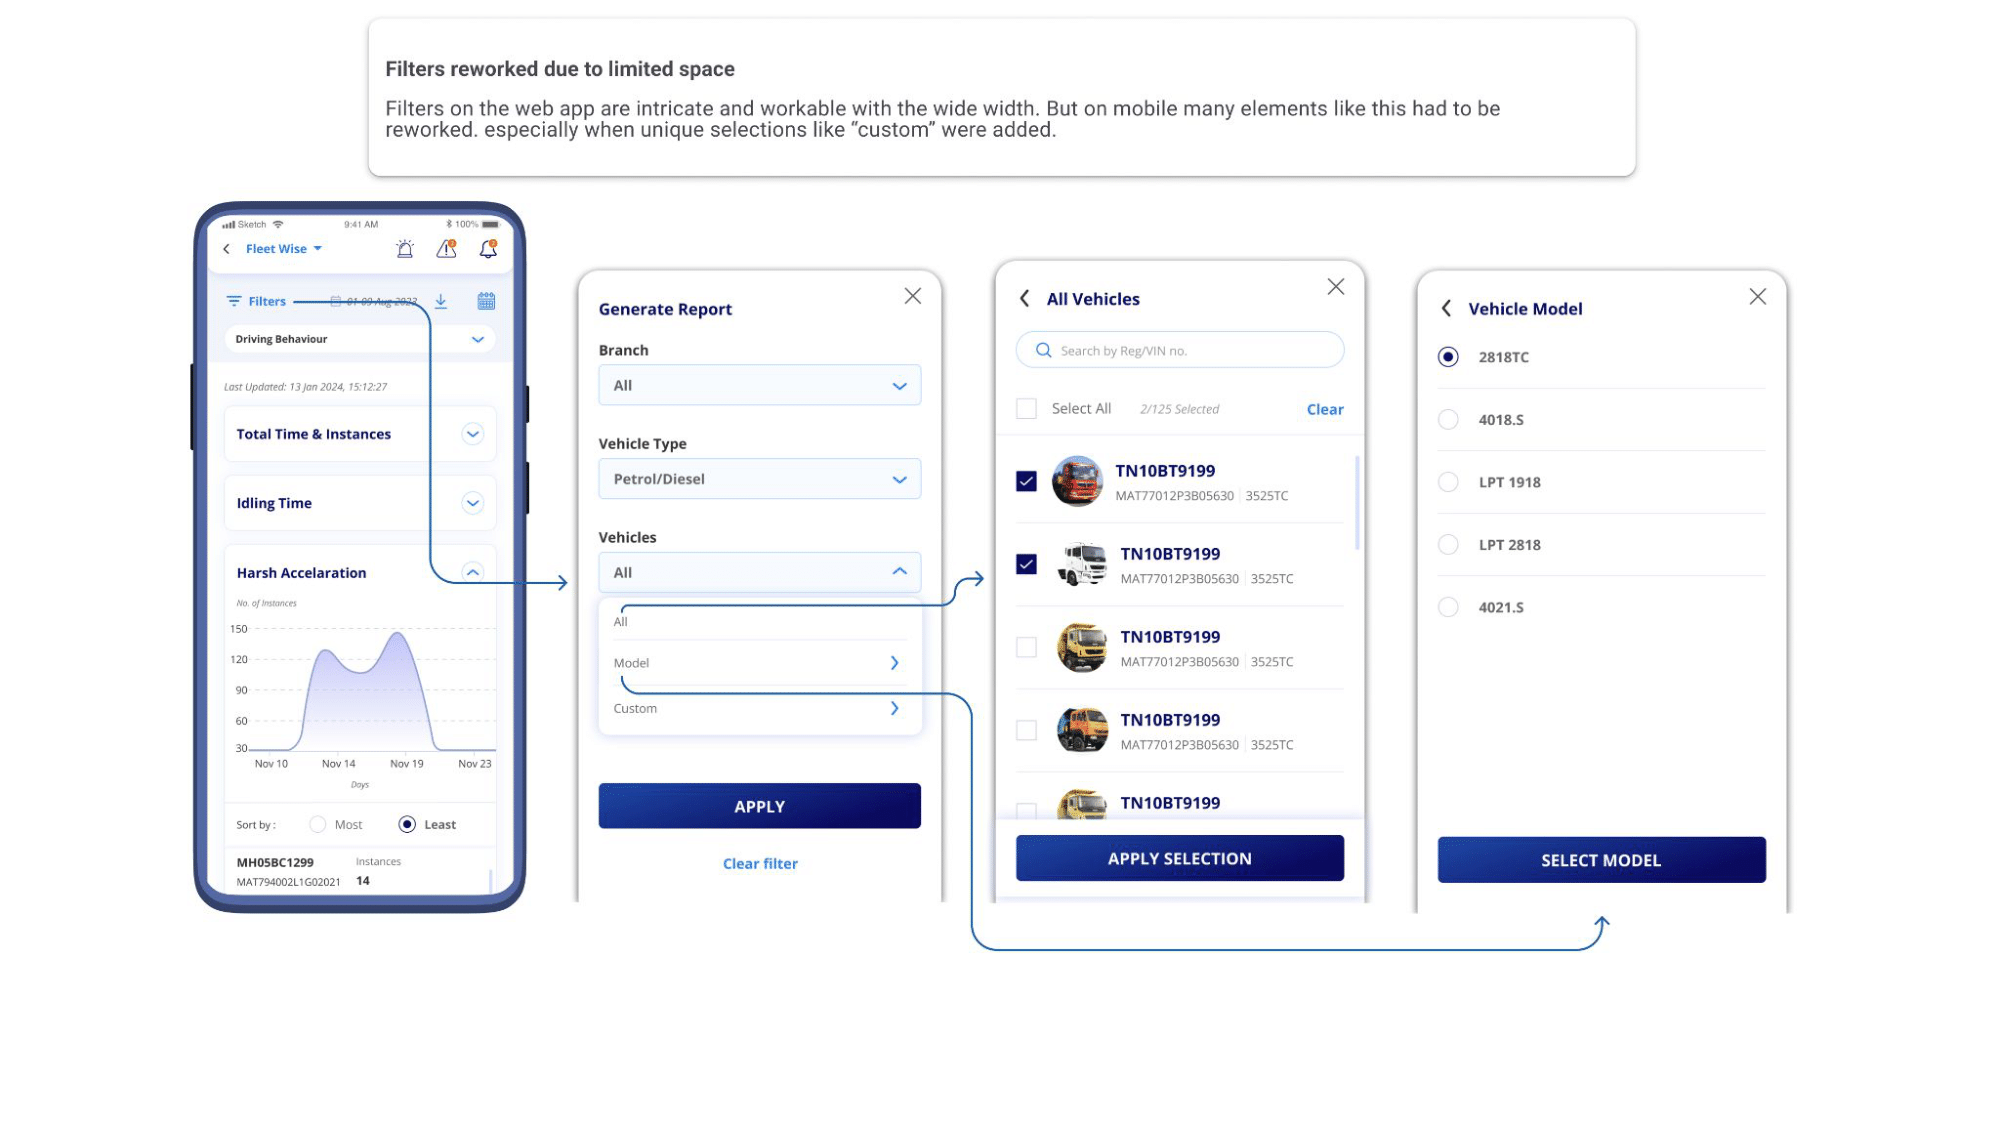 Filters reworked due to limited space
Filters on the web app are intricate and workable with the wide width. But on mobile many elements like this had to be
reworked. especially when unique selections like “custom” were added.
Sketch 9:41 AM 100%
Fleet Wise
Filters 01-09 Aug 2023
Driving Behaviour
Last Updated: 13 Jan 2024, 15:12:27
Total Time & Instances
Idling Time
Harsh Accelaration
No. of Instances
150
120
90
60
30
Nov 10 Nov 14 Nov 19 Nov 23
Days
Sort by : Most Least
MH05BC1299 Instances
MAT794002L1G02021 14
Generate Report
Branch
All
Vehicle Type
Petrol/Diesel
Vehicles
All
All
Model
Custom
APPLY
Clear filter
All Vehicles
Search by Reg/VIN no.
Select All 2/125 Selected Clear
TN10BT9199
MAT77012P3B05630 3525TC
TN10BT9199
MAT77012P3B05630 3525TC
TN10BT9199
MAT77012P3B05630 3525TC
TN10BT9199
MAT77012P3B05630 3525TC
TN10BT9199
APPLY SELECTION
Vehicle Model
2818TC
4018.S
LPT 1918
LPT 2818
4021.S
SELECT MODEL